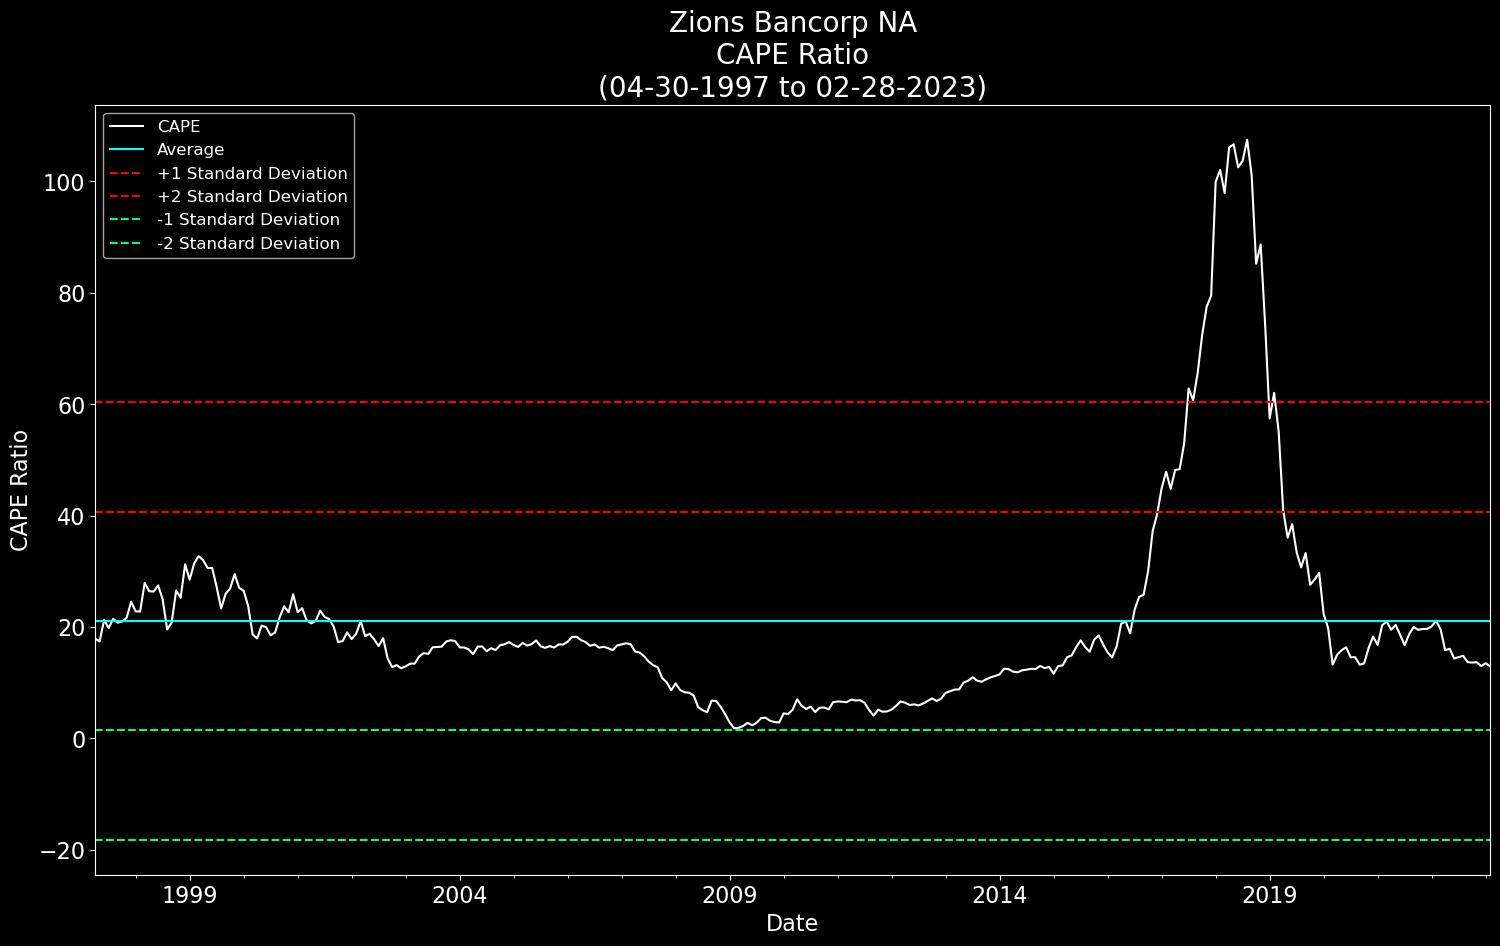 Zions Bancorp NA
CAPE Ratio
(04-30-1997 to 02-28-2023)
CAPE
Average
+1 Standard Deviation
+2 Standard Deviation
-1 Standard Deviation
-2 Standard Deviation
100
80
60
40
20
0
−20
CAPE Ratio
1999
2004
2009
2014
2019
Date